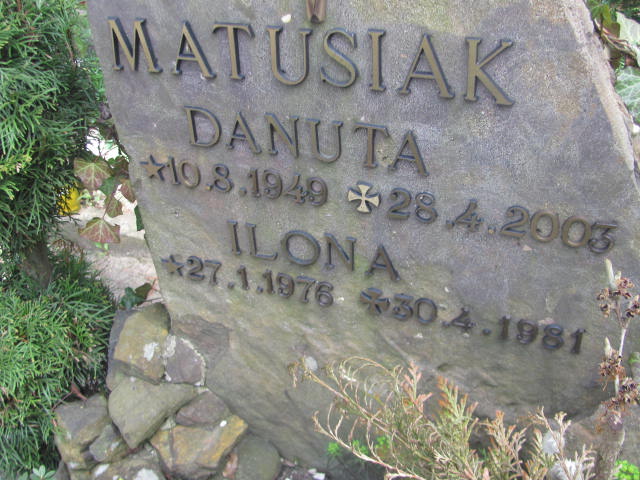 MATUSIAK
DANUTA
★10.8.1949 ✠28.4.2003
ILONA
★27.1.1976 ✠30.4.1981